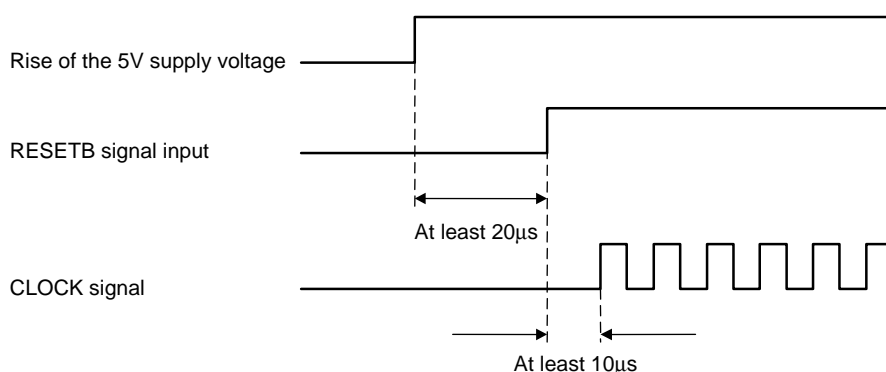 Rise of the 5V supply voltage
RESETB signal input
At least 20μs
CLOCK signal
At least 10μs